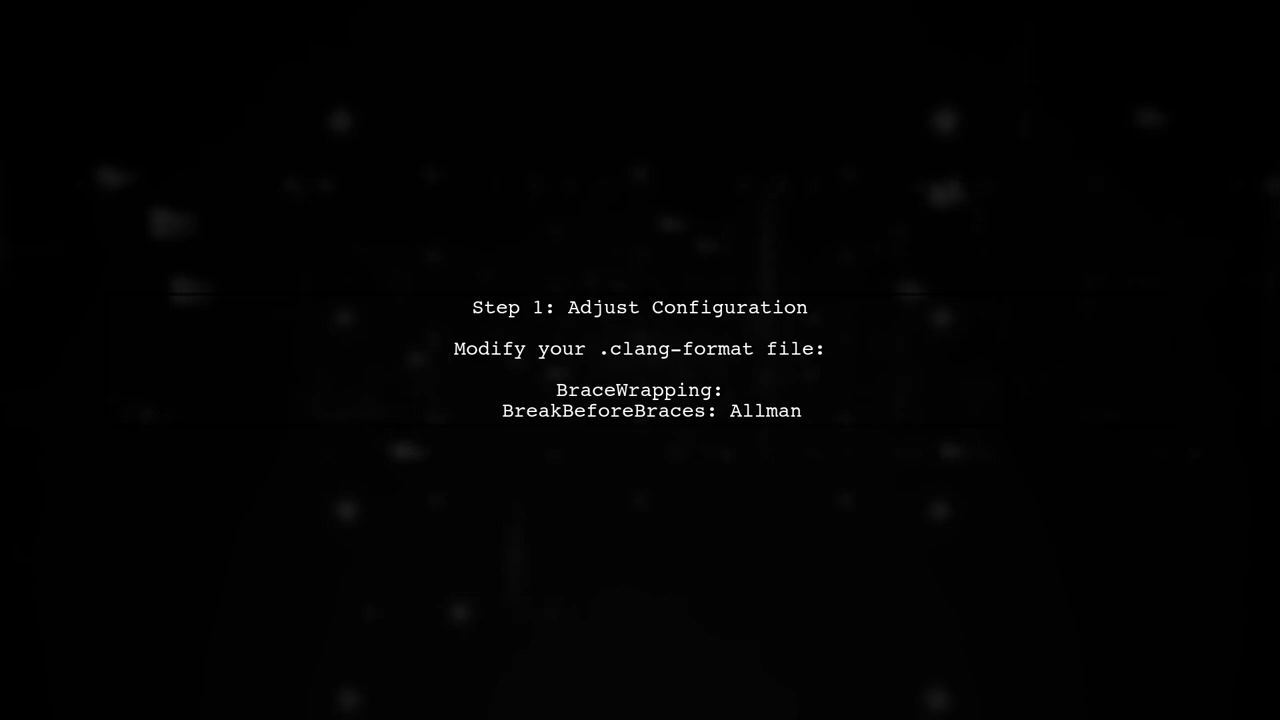 Step 1: Adjust Configuration
Modify your .clang-format file:
BraceWrapping:
BreakBeforeBraces: Allman